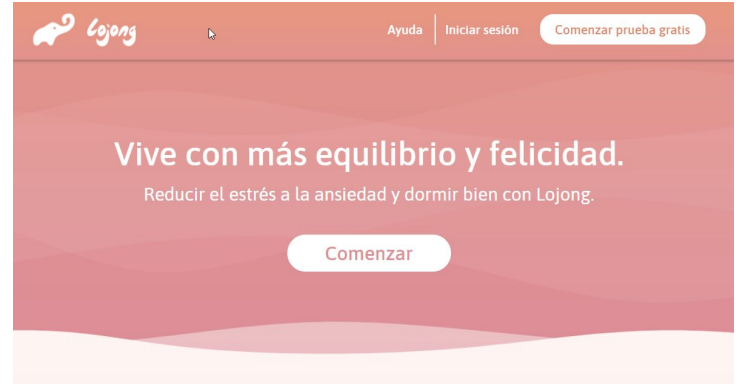 Lojong
Ayuda
Iniciar sesión
Comenzar prueba gratis
Vive con más equilibrio y felicidad.
Reducir el estrés a la ansiedad y dormir bien con Lojong.
Comenzar